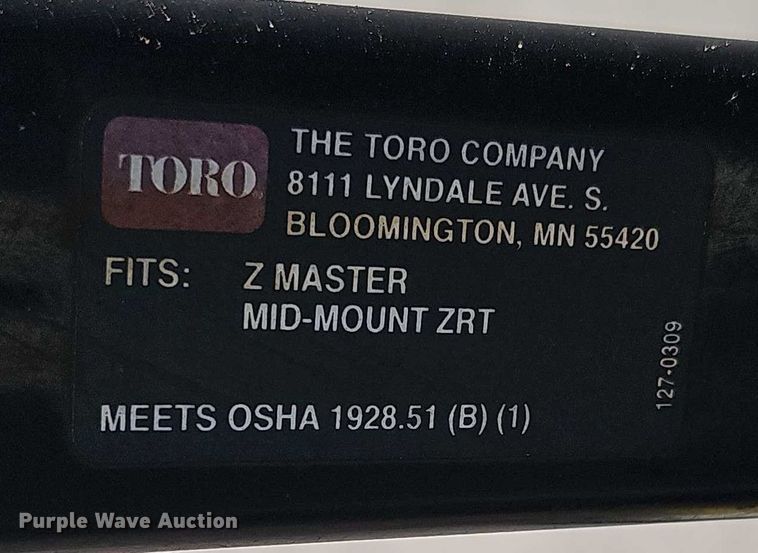 TORO
THE TORO COMPANY
8111 LYNDALE AVE. S.
BLOOMINGTON, MN 55420
FITS: Z MASTER
MID-MOUNT ZRT
127-0309
MEETS OSHA 1928.51 (B) (1)
Purple Wave Auction